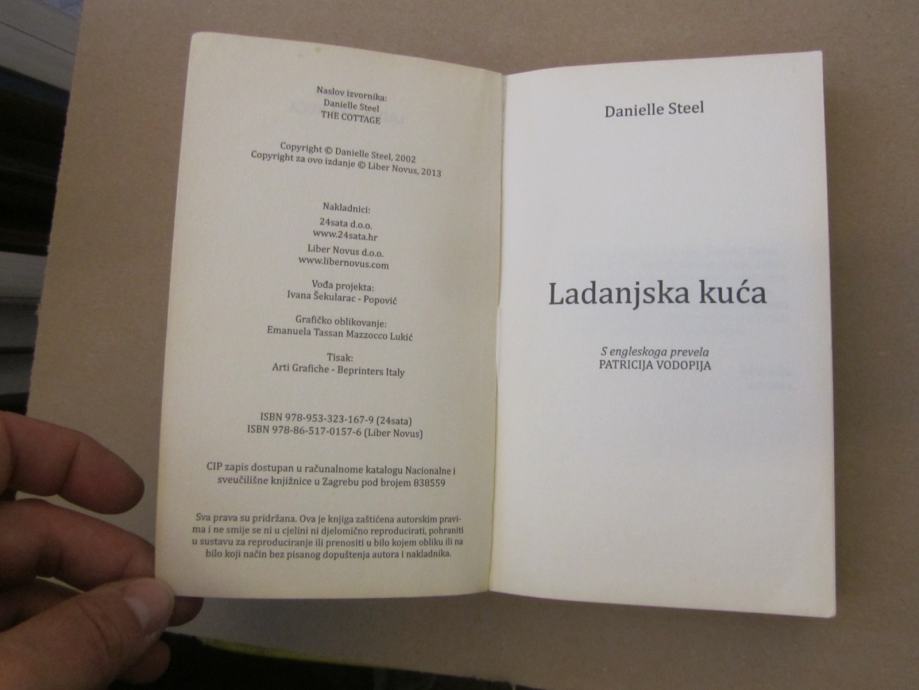 Naslov izvornika:
Danielle Steel
THE COTTAGE
Copyright © Danielle Steel, 2002
Copyright za ovo izdanje © Liber Novus, 2013
Nakladnici:
24sata d.o.o.
www.24sata.hr
Liber Novus d.o.o.
www.libernovus.com
Vođa projekta:
Ivana Šekularac - Popović
Grafičko oblikovanje:
Emanuela Tassan Mazzocco Lukić
Tisak:
Arti Grafiche - Beprinters Italy
ISBN 978-953-323-167-9 (24sata)
ISBN 978-86-517-0157-6 (Liber Novus)
CIP zapis dostupan u računalnome katalogu Nacionalne i
sveučilišne knjižnice u Zagrebu pod brojem 838559
Sva prava su pridržana. Ova je knjiga zaštićena autorskim pravi-
ma i ne smije se ni u cjelini ni djelomično reproducirati, pohraniti
u sustavu za reproduciranje ili prenositi u bilo kojem obliku ili na
bilo koji način bez pisanog dopuštenja autora i nakladnika.
Danielle Steel
Ladanjska kuća
S engleskoga prevela
PATRICIJA VODOPIJA